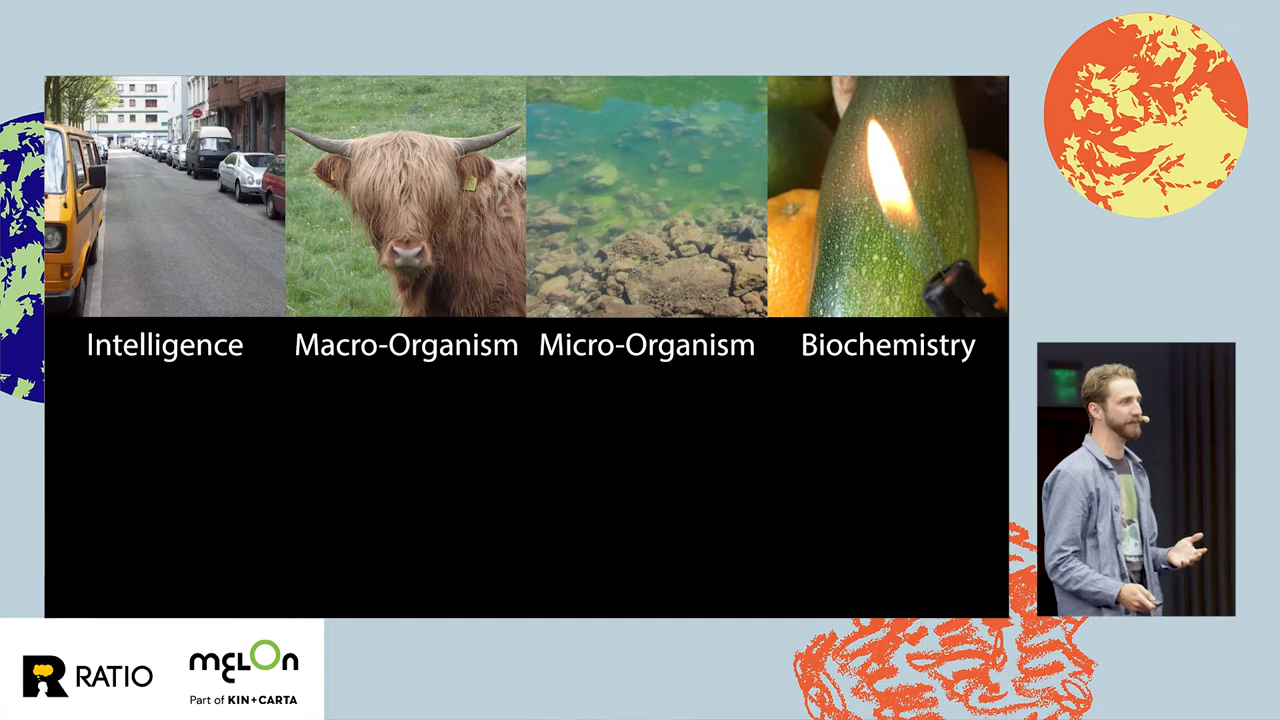 Intelligence
Macro-Organism
Micro-Organism
Biochemistry
RATIO
mElOn
Part of KIN+CARTA